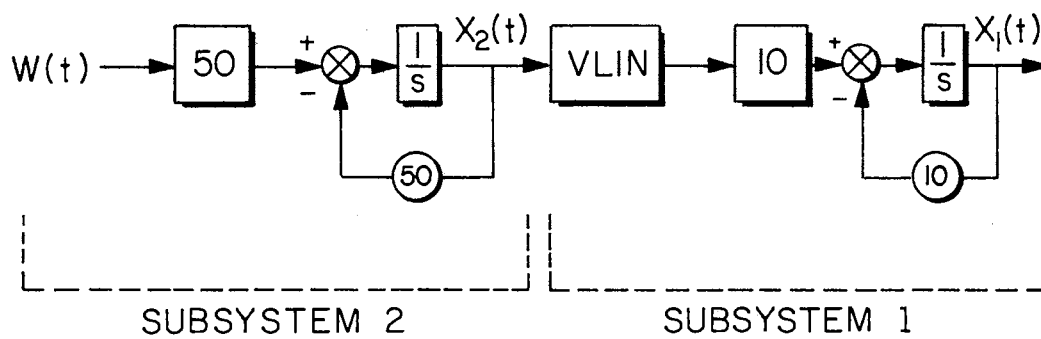 W(t)
50
+
−
1
s
X₂(t)
50
VLIN
10
+
−
1
s
X₁(t)
10
SUBSYSTEM 2
SUBSYSTEM 1